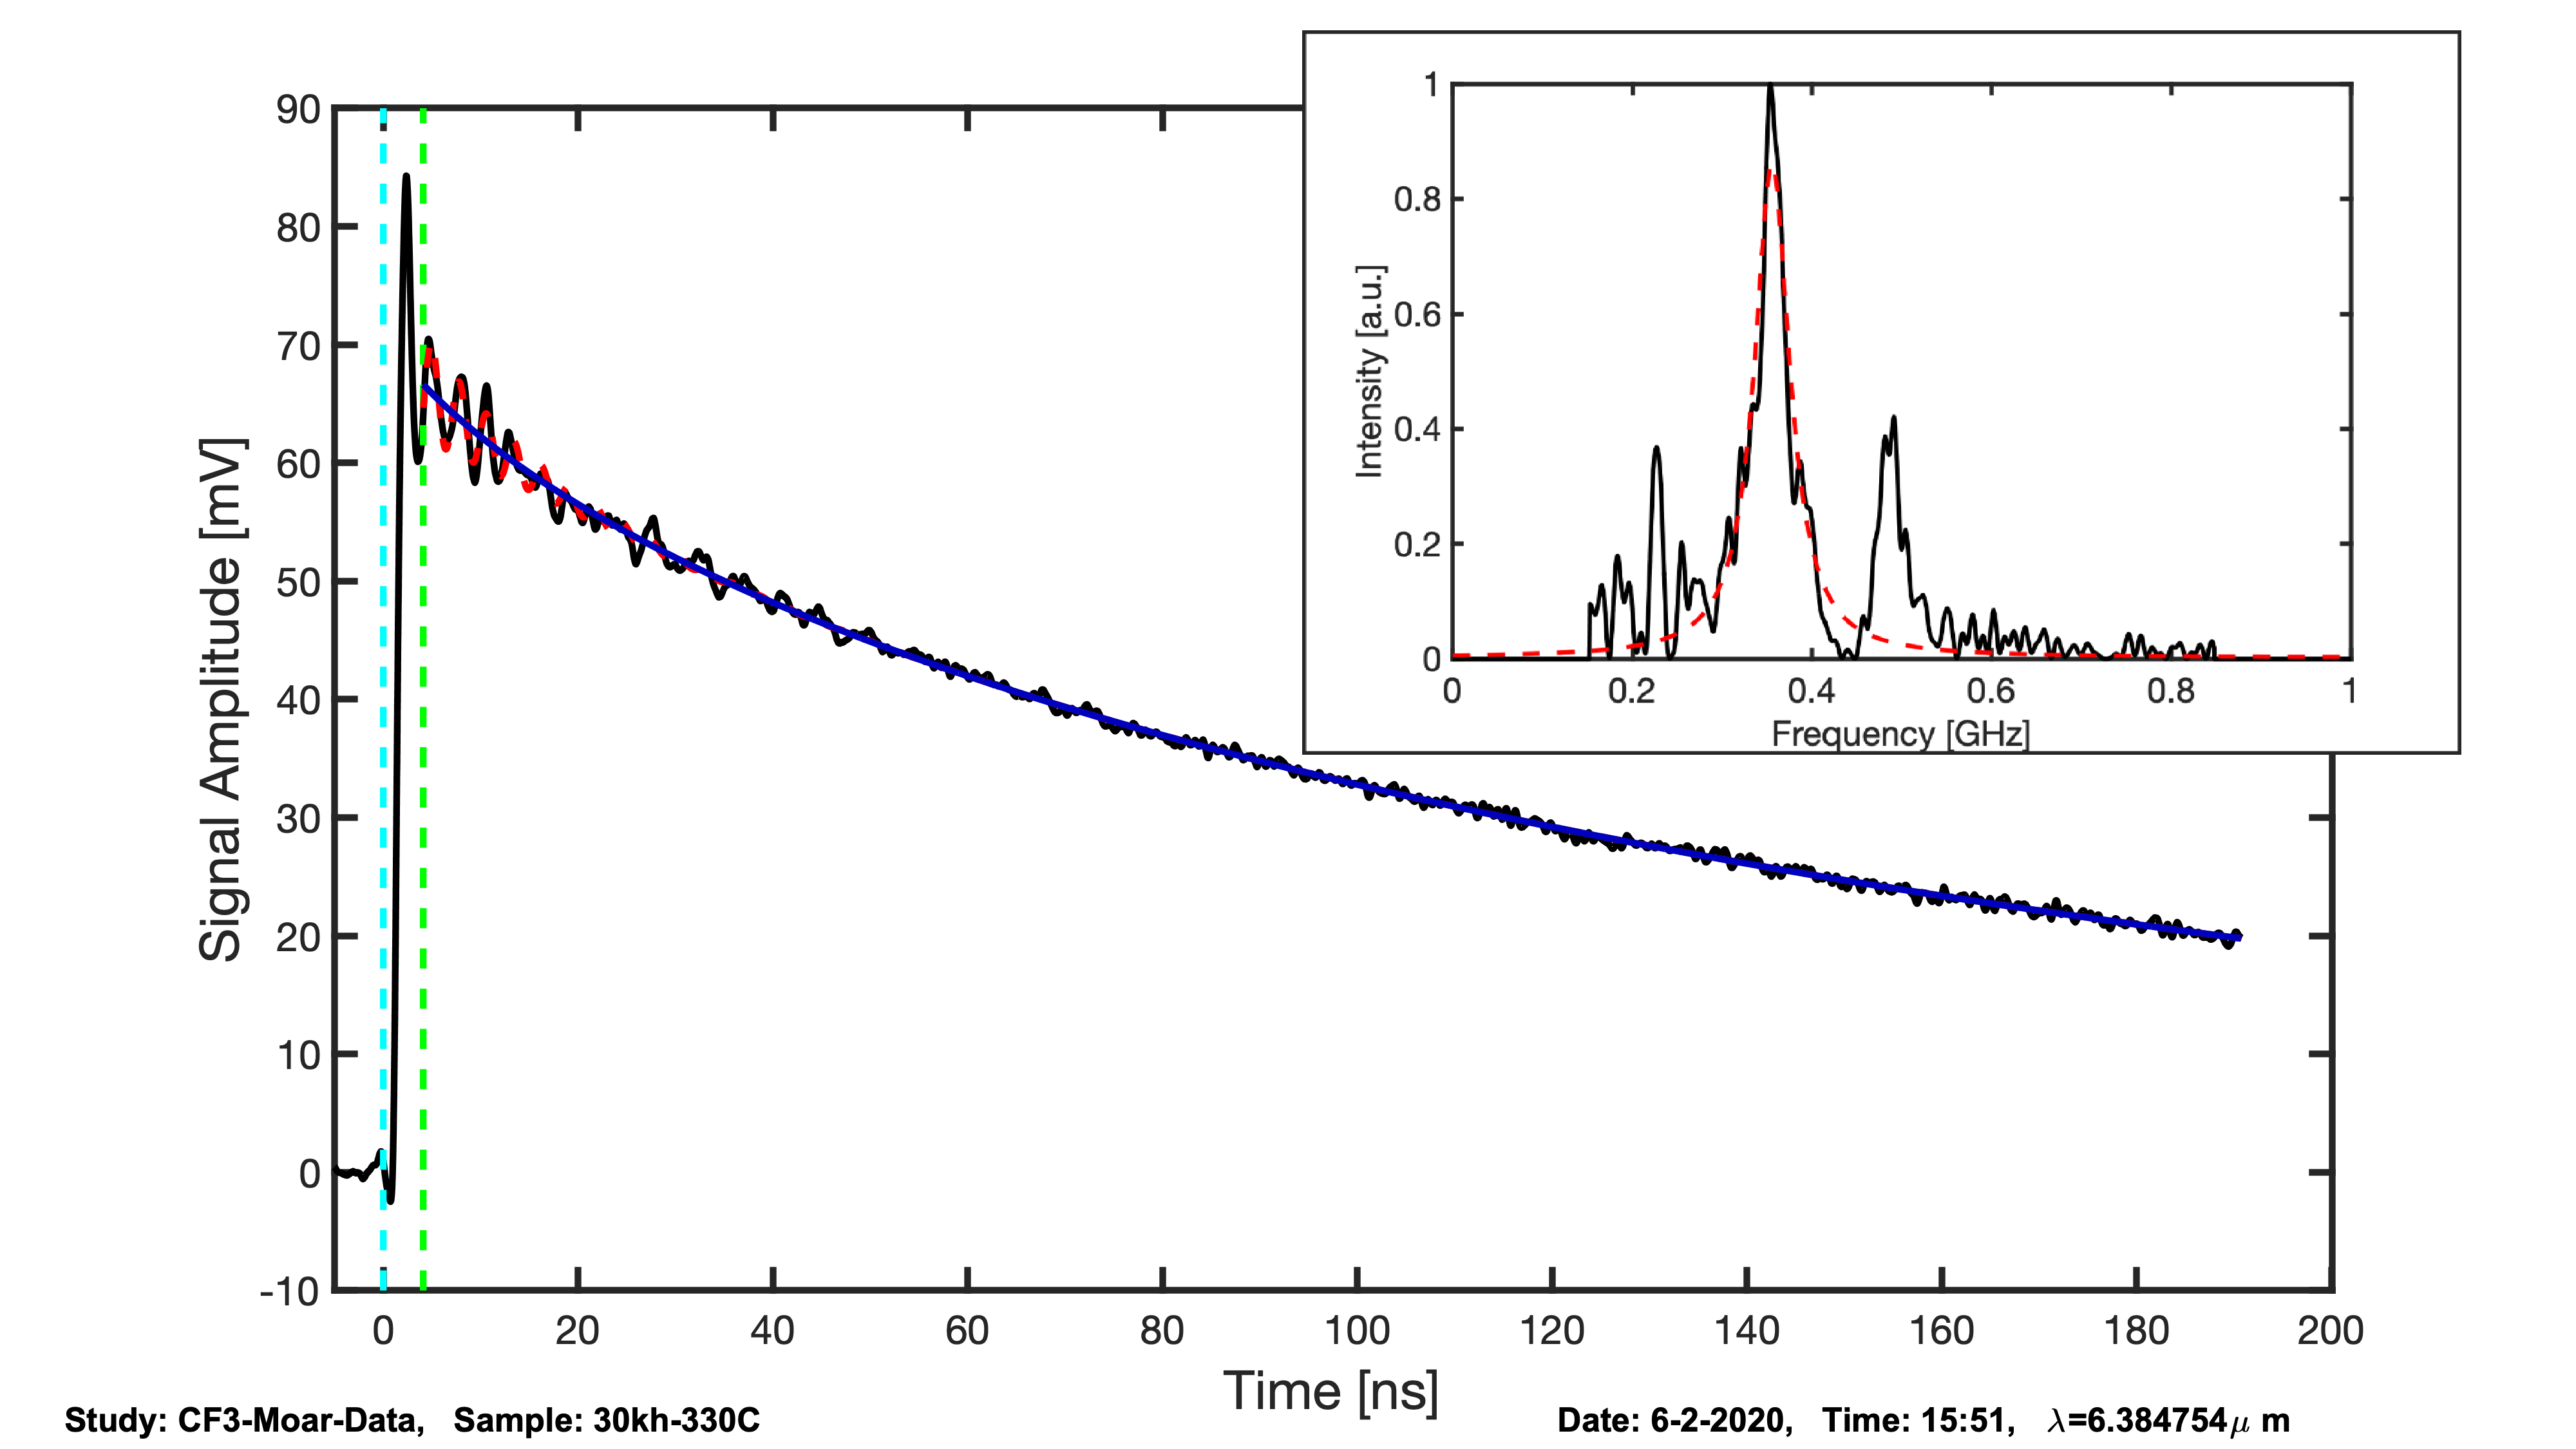 90
80
70
60
50
40
30
20
10
0
-10
Signal Amplitude [mV]
0 20 40 60 80 100 120 140 160 180 200
Time [ns]
1
0.8
0.6
0.4
0.2
0
Intensity [a.u.]
0 0.2 0.4 0.6 0.8 1
Frequency [GHz]
Study: CF3-Moar-Data, Sample: 30kh-330C
Date: 6-2-2020, Time: 15:51, λ=6.384754μ m